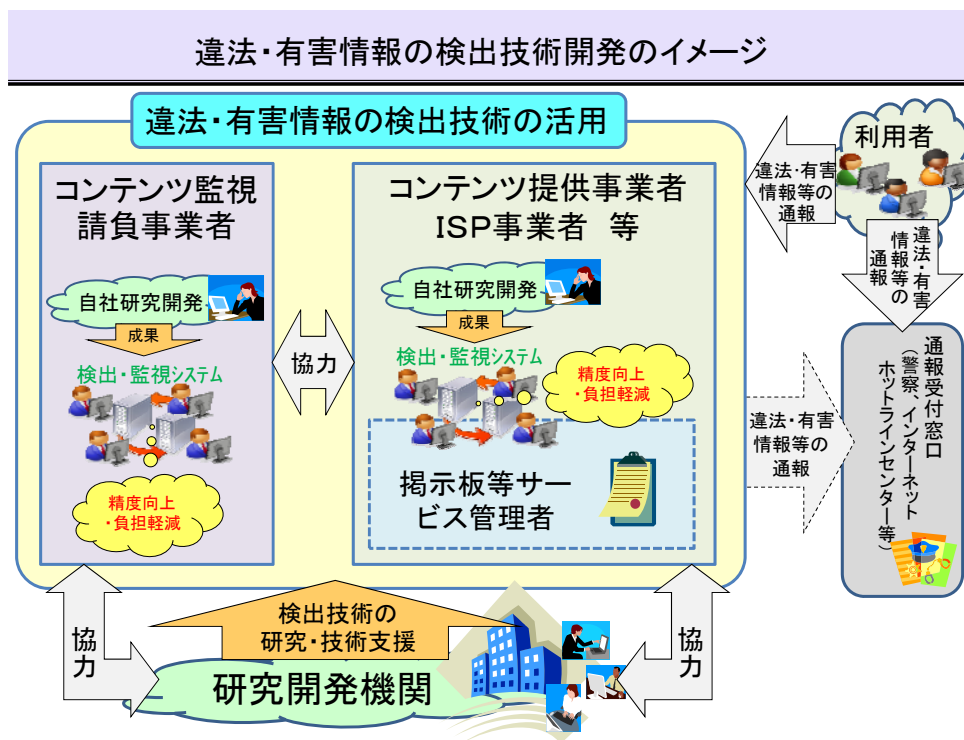 違法・有害情報の検出技術開発のイメージ
違法・有害情報の検出技術の活用
コンテンツ監視
請負事業者
自社研究開発
成果
検出・監視システム
精度向上
・負担軽減
協力
コンテンツ提供事業者
ISP事業者　等
自社研究開発
成果
検出・監視システム
精度向上
・負担軽減
掲示板等サー
ビス管理者
利用者
違法・有害
情報等の
通報
違法・有害
情報等の
通報
違法・有害
情報等の
通報
通報受付窓口
(警察、インターネット
ホットラインセンター等)
協力
検出技術の
研究・技術支援
協力
研究開発機関